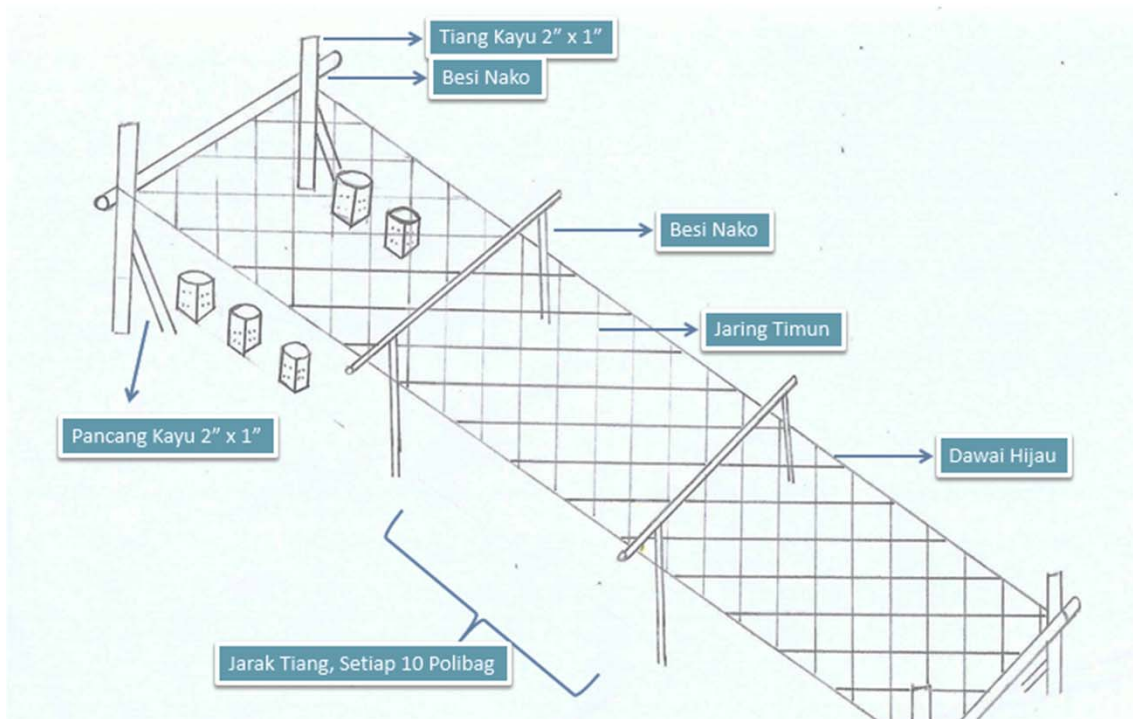 Tiang Kayu 2” x 1”
Besi Nako
Besi Nako
Jaring Timun
Pancang Kayu 2” x 1”
Dawai Hijau
Jarak Tiang, Setiap 10 Polibag